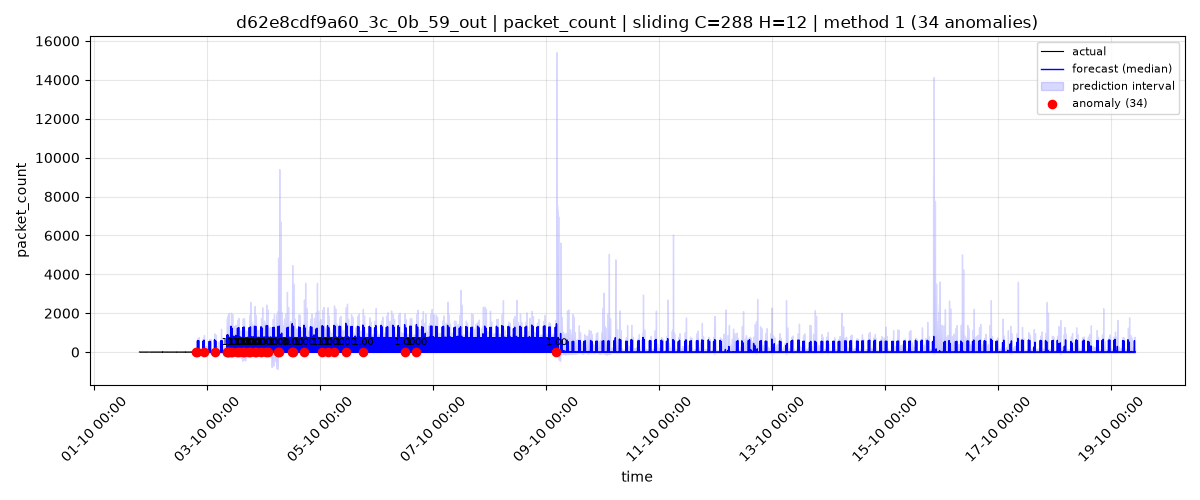 d62e8cdf9a60_3c_0b_59_out | packet_count | sliding C=288 H=12 | method 1 (34 anomalies)
packet_count
16000
14000
12000
10000
8000
6000
4000
2000
0
actual
forecast (median)
prediction interval
anomaly (34)
01-10 00:00
03-10 00:00
05-10 00:00
07-10 00:00
09-10 00:00
11-10 00:00
13-10 00:00
15-10 00:00
17-10 00:00
19-10 00:00
time